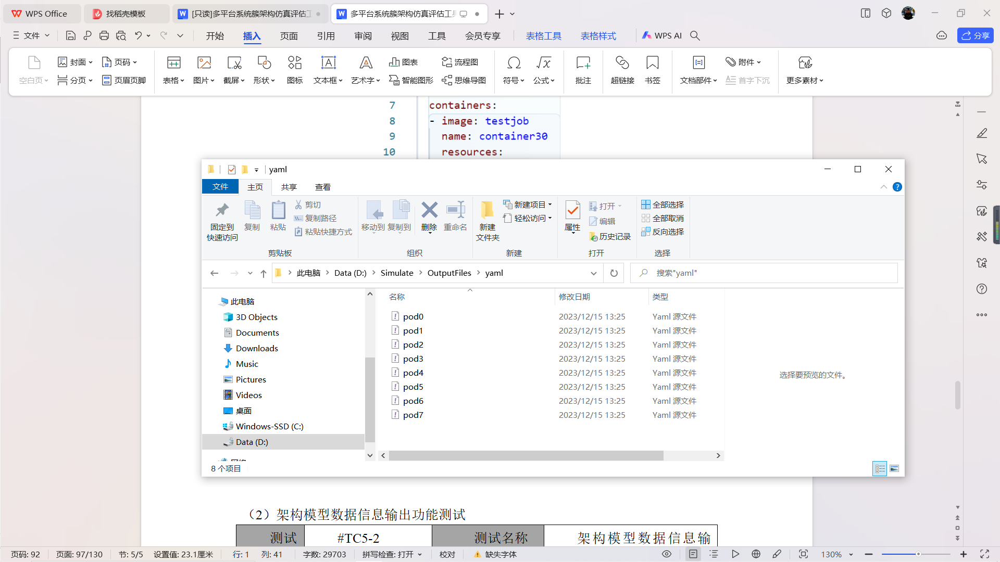 WPS Office 找稻壳模板 [只读]多平台系统簇架构仿真评估工 多平台系统簇架构仿真评估工具
文件 开始 插入 页面 引用 审阅 视图 工具 会员专享 表格工具 表格样式 WPS AI 分享
封面 页码 图表 流程图 附件
空白页 分页 页眉页脚 表格 图片 截屏 形状 图标 文本框 艺术字 智能图形 思维导图 符号 公式 批注 超链接 书签 文档部件 首字下沉 更多素材
7 containers:
8 - image: testjob
9 name: container30
10 resources:
yaml
文件 主页 共享 查看
剪切 新建项目 打开 全部选择
复制路径 轻松访问 编辑 全部取消
固定到快速访问 复制 粘贴 粘贴快捷方式 移动到 复制到 删除 重命名 新建文件夹 属性 历史记录 反向选择
剪贴板 组织 新建 打开 选择
此电脑 Data (D:) Simulate OutputFiles yaml 搜索"yaml"
名称 修改日期 类型
此电脑
3D Objects
Documents
Downloads
Music
Pictures
Videos
桌面
Windows-SSD (C:)
Data (D:)
网络
pod0 2023/12/15 13:25 Yaml 源文件
pod1 2023/12/15 13:25 Yaml 源文件
pod2 2023/12/15 13:25 Yaml 源文件
pod3 2023/12/15 13:25 Yaml 源文件
pod4 2023/12/15 13:25 Yaml 源文件
pod5 2023/12/15 13:25 Yaml 源文件
pod6 2023/12/15 13:25 Yaml 源文件
pod7 2023/12/15 13:25 Yaml 源文件
选择要预览的文件。
8 个项目
（2）架构模型数据信息输出功能测试
测试 #TC5-2 测试名称 架构模型数据信息输
页码: 92 页面: 97/130 节: 5/5 设置值: 23.1厘米 行: 1 列: 41 字数: 29703 拼写检查: 打开 校对 缺失字体 130%